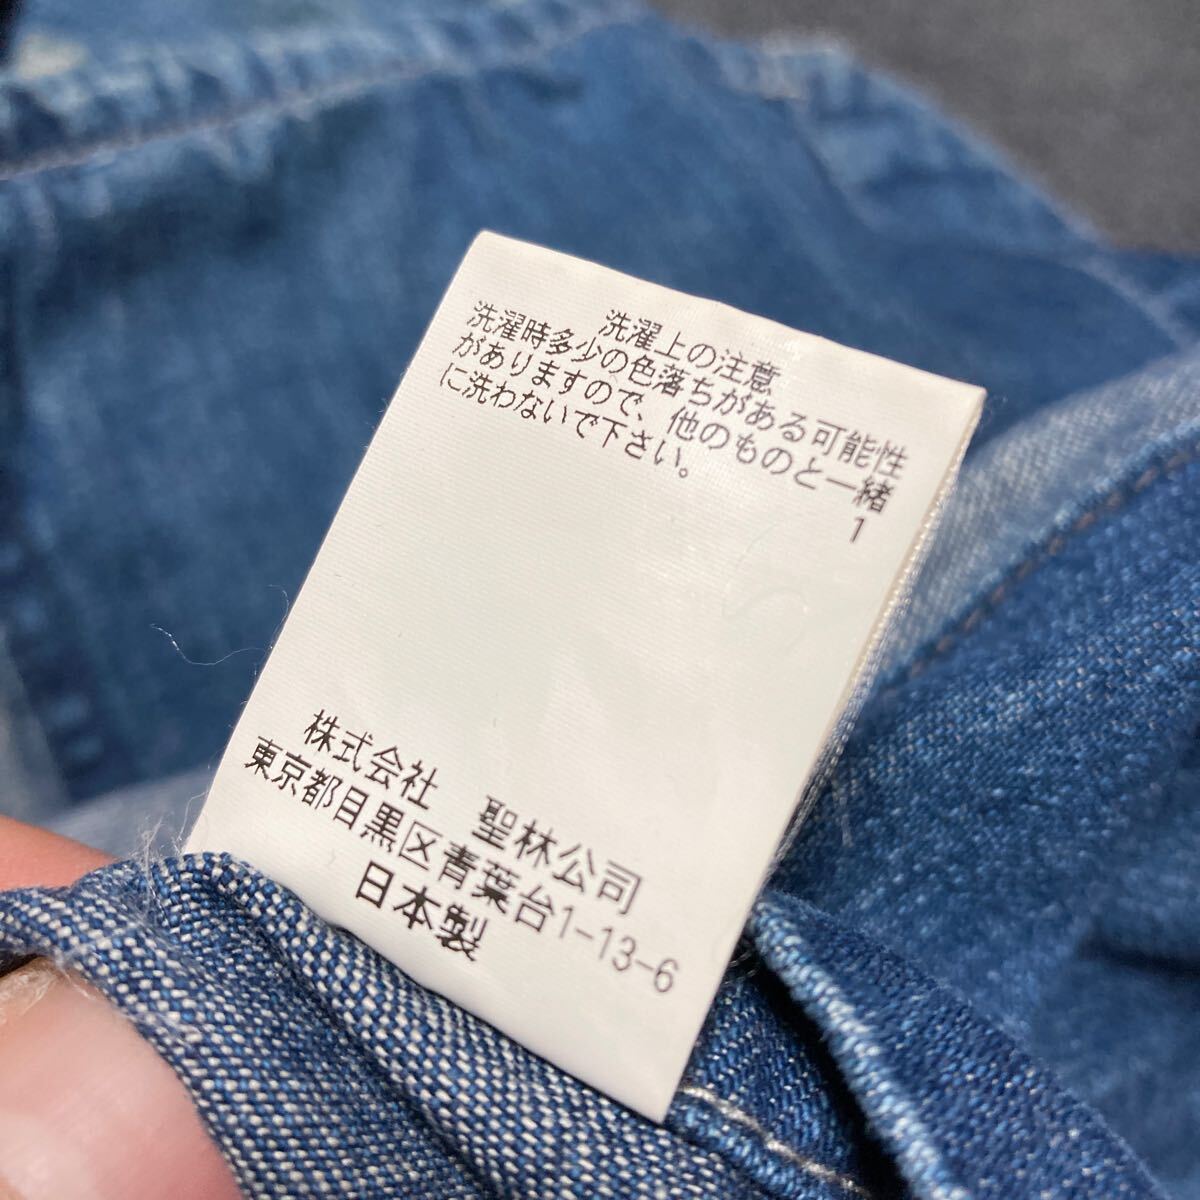 洗濯上の注意
洗濯時多少の色落ちがある可能性
がありますので、他のものと一緒
に洗わないで下さい。
1
株式会社 聖林公司
東京都目黒区青葉台1-13-6
日本製